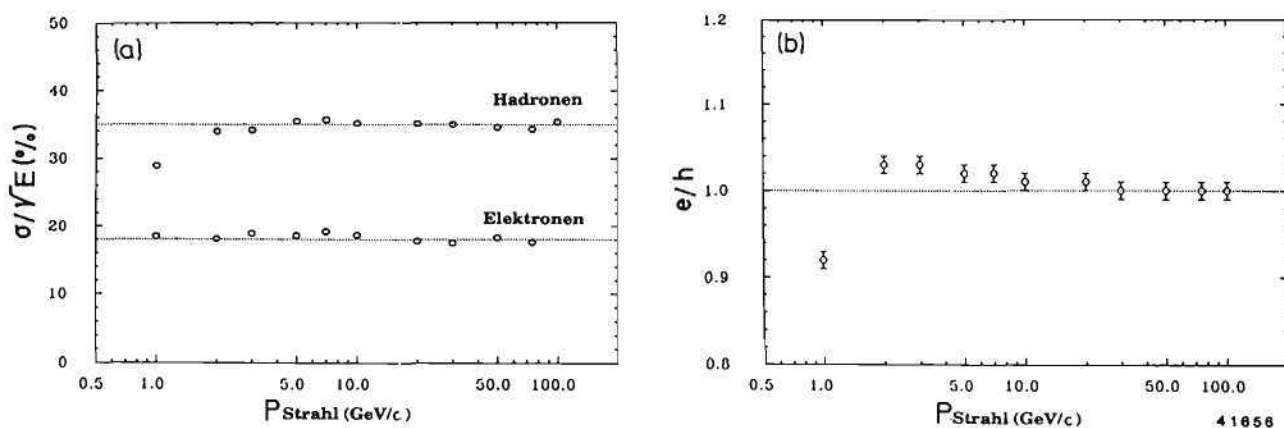 (a)
σ/√E (%)
50
40
30
20
10
0
Hadronen
Elektronen
0.5 1.0 5.0 10.0 50.0 100.0
P Strahl (GeV/c)
(b)
e/h
1.2
1.1
1.0
0.9
0.8
0.5 1.0 5.0 10.0 50.0 100.0
P Strahl (GeV/c)
41656